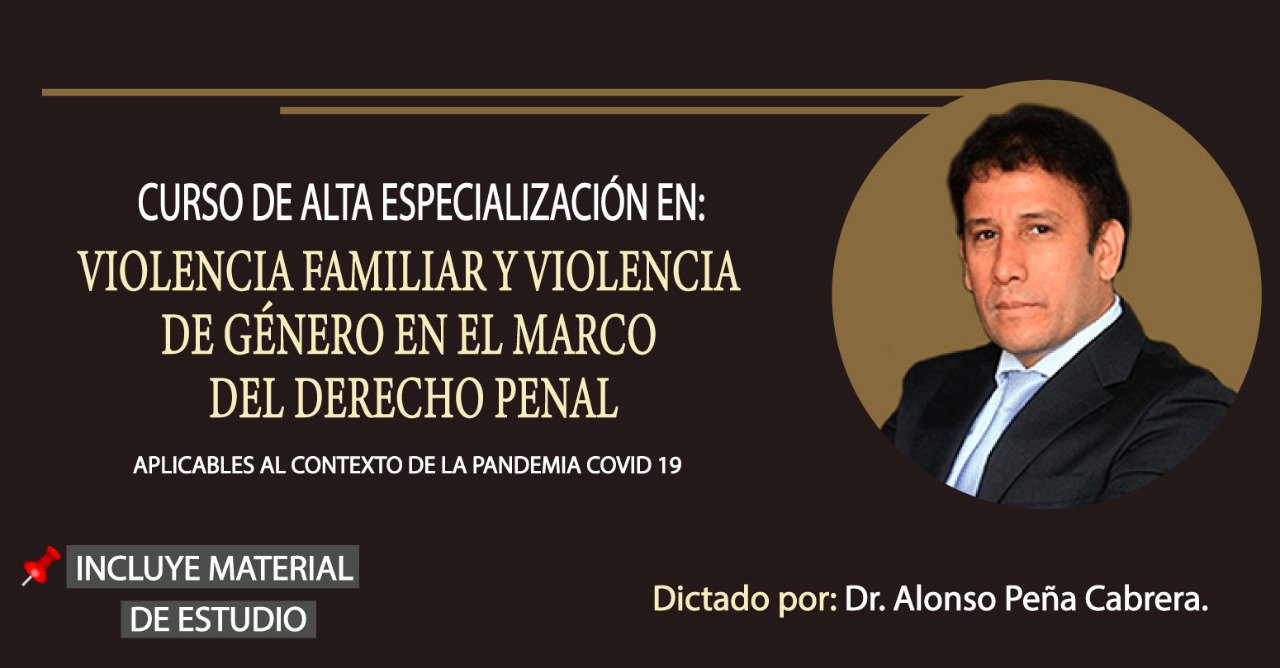 CURSO DE ALTA ESPECIALIZACIÓN EN:
VIOLENCIA FAMILIAR Y VIOLENCIA
DE GÉNERO EN EL MARCO
DEL DERECHO PENAL
APLICABLES AL CONTEXTO DE LA PANDEMIA COVID 19
INCLUYE MATERIAL
DE ESTUDIO
Dictado por: Dr. Alonso Peña Cabrera.